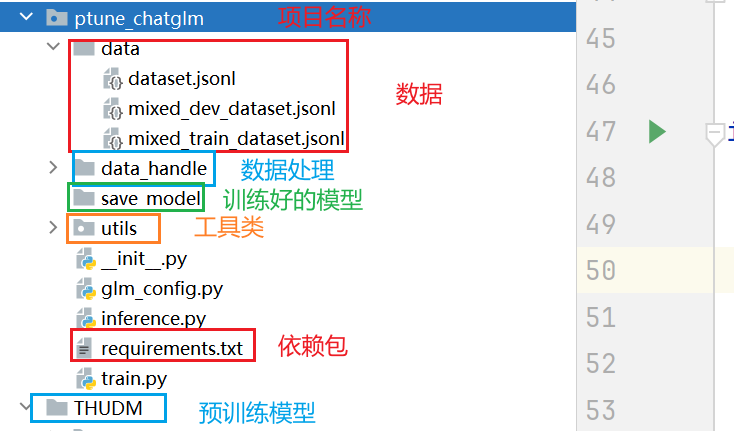 ptune_chatglm 项目名称 45
data
dataset.jsonl 数据 46
mixed_dev_dataset.jsonl
mixed_train_dataset.jsonl 47
data_handle 数据处理 48
save_model 训练好的模型
utils 工具类 49
__init__.py
glm_config.py 50
inference.py 51
requirements.txt 依赖包
train.py 52
THUDM 预训练模型 53